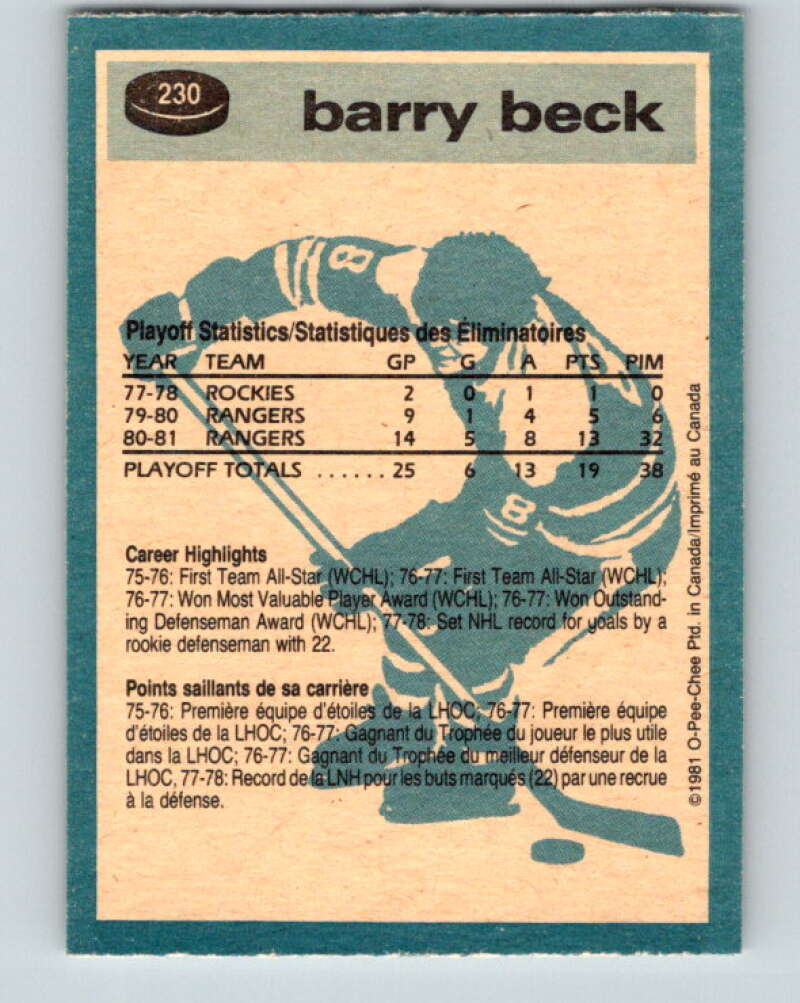 230
barry beck
8
Playoff Statistics/Statistiques des Éliminatoires
YEAR TEAM GP G A PTS PIM
77-78 ROCKIES 2 0 1 1 0
79-80 RANGERS 9 1 4 5 6
80-81 RANGERS 14 5 8 13 32
PLAYOFF TOTALS ...... 25 6 13 19 38
8
Career Highlights
75-76: First Team All-Star (WCHL); 76-77: First Team All-Star (WCHL);
76-77: Won Most Valuable Player Award (WCHL); 76-77: Won Outstand-
ing Defenseman Award (WCHL); 77-78: Set NHL record for goals by a
rookie defenseman with 22.
Points saillants de sa carrière
75-76: Première équipe d'étoiles de la LHOC; 76-77: Première équipe
d'étoiles de la LHOC; 76-77: Gagnant du Trophée du joueur le plus utile
dans la LHOC; 76-77: Gagnant du Trophée du meilleur défenseur de la
LHOC, 77-78: Record de la LNH pour les buts marqués (22) par une recrue
à la défense.
©1981 O-Pee-Chee Ptd. in Canada/Imprimé au Canada